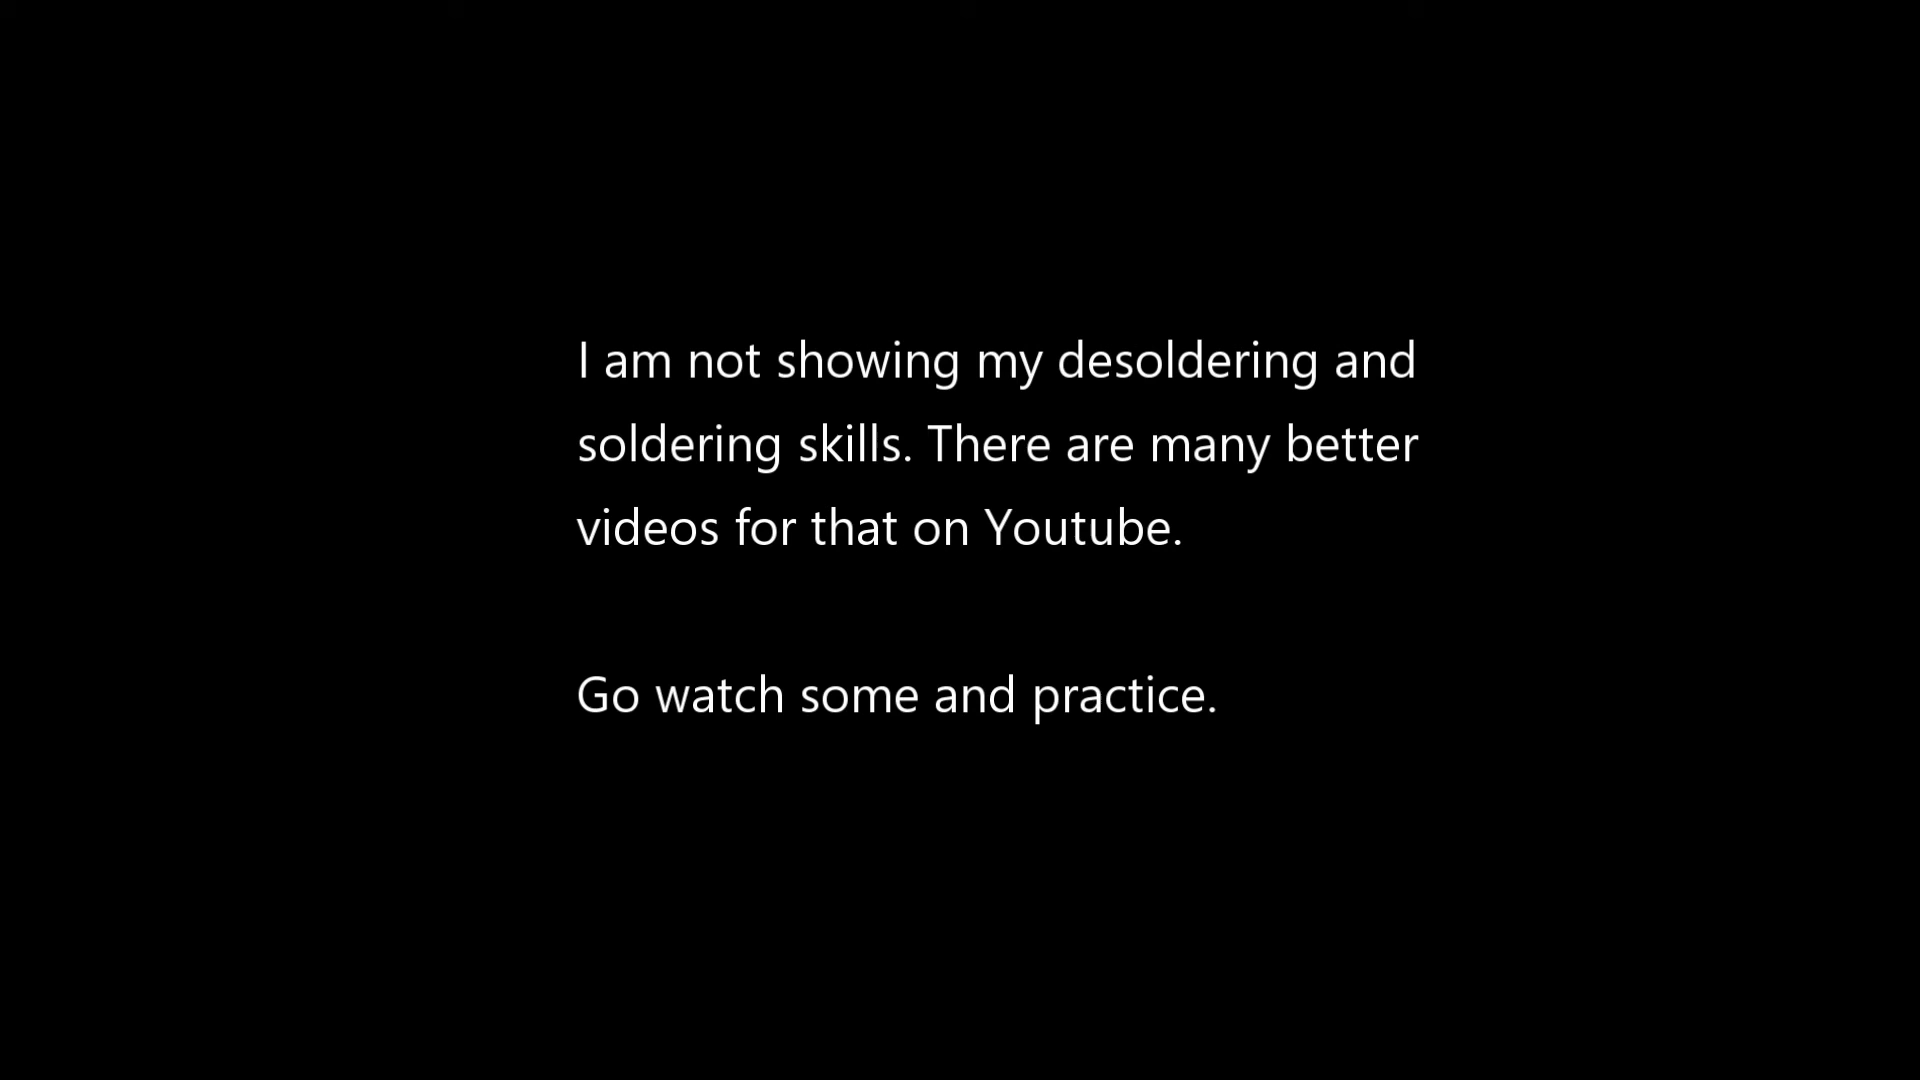 I am not showing my desoldering and
soldering skills. There are many better
videos for that on Youtube.
Go watch some and practice.